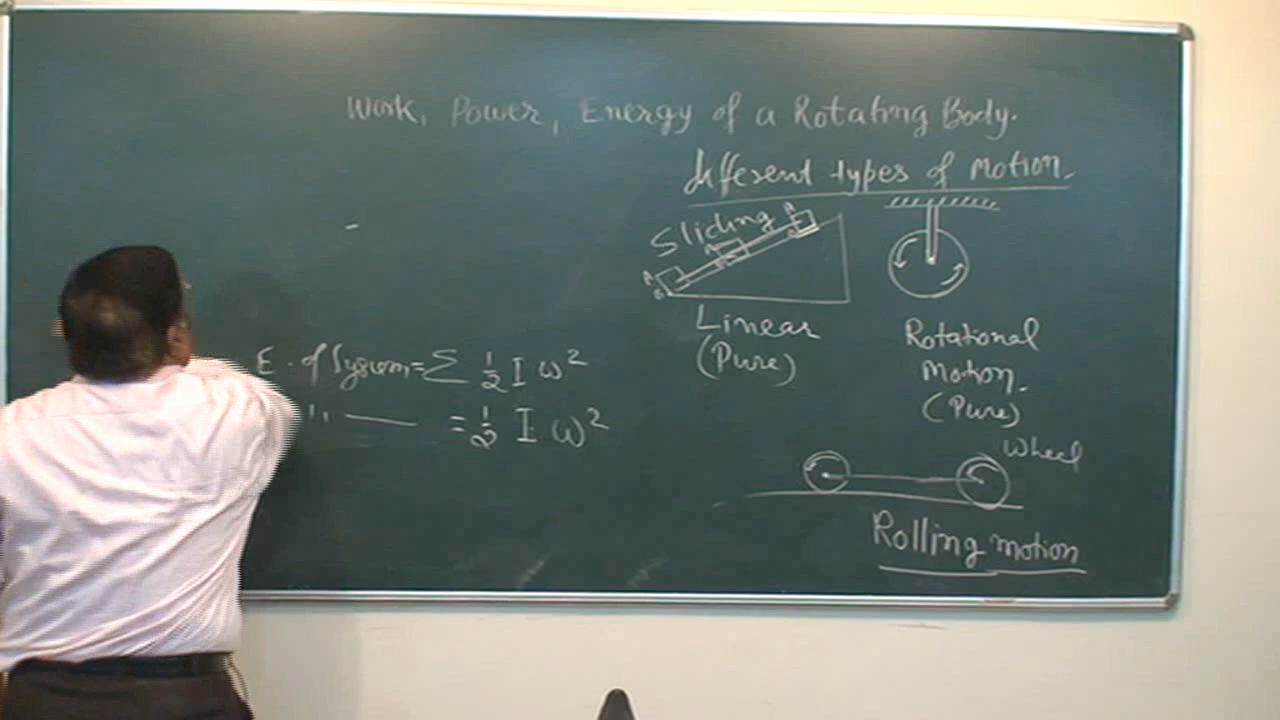 Work, Power, Energy of a Rotating Body.
different types of Motion.
Sliding
A
A
A
B
Linear
(Pure)
Rotational
Motion.
(Pure)
E. of System = Σ 1/2 I ω²
" — = 1/2 I ω²
Wheel
Rolling motion